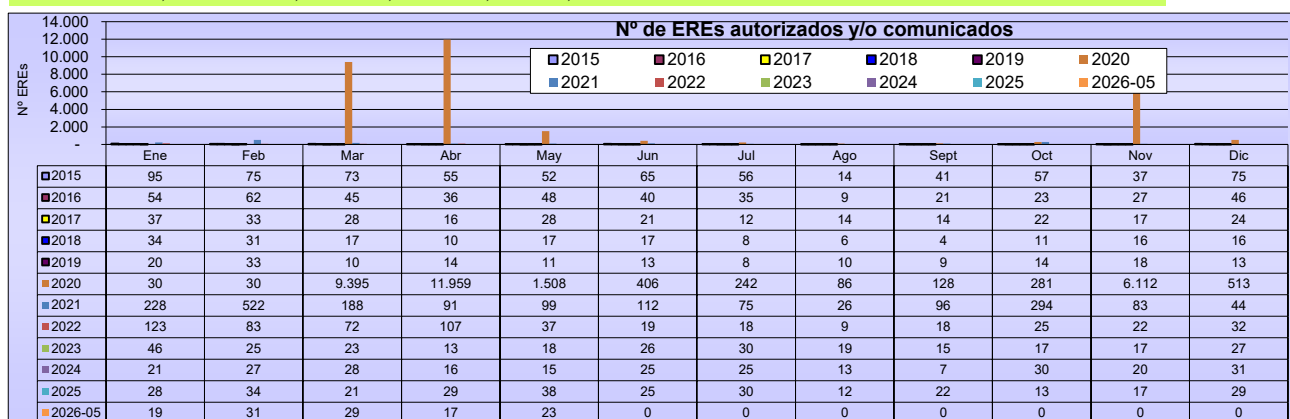 Nº de EREs autorizados y/o comunicados
2015 2016 2017 2018 2019 2020
2021 2022 2023 2024 2025 2026-05
Nº EREs
14.000
12.000
10.000
8.000
6.000
4.000
2.000
-
Ene Feb Mar Abr May Jun Jul Ago Sept Oct Nov Dic
2015 95 75 73 55 52 65 56 14 41 57 37 75
2016 54 62 45 36 48 40 35 9 21 23 27 46
2017 37 33 28 16 28 21 12 14 14 22 17 24
2018 34 31 17 10 17 17 8 6 4 11 16 16
2019 20 33 10 14 11 13 8 10 9 14 18 13
2020 30 30 9.395 11.959 1.508 406 242 86 128 281 6.112 513
2021 228 522 188 91 99 112 75 26 96 294 83 44
2022 123 83 72 107 37 19 18 9 18 25 22 32
2023 46 25 23 13 18 26 30 19 15 17 17 27
2024 21 27 28 16 15 25 25 13 7 30 20 31
2025 28 34 21 29 38 25 30 12 22 13 17 29
2026-05 19 31 29 17 23 0 0 0 0 0 0 0